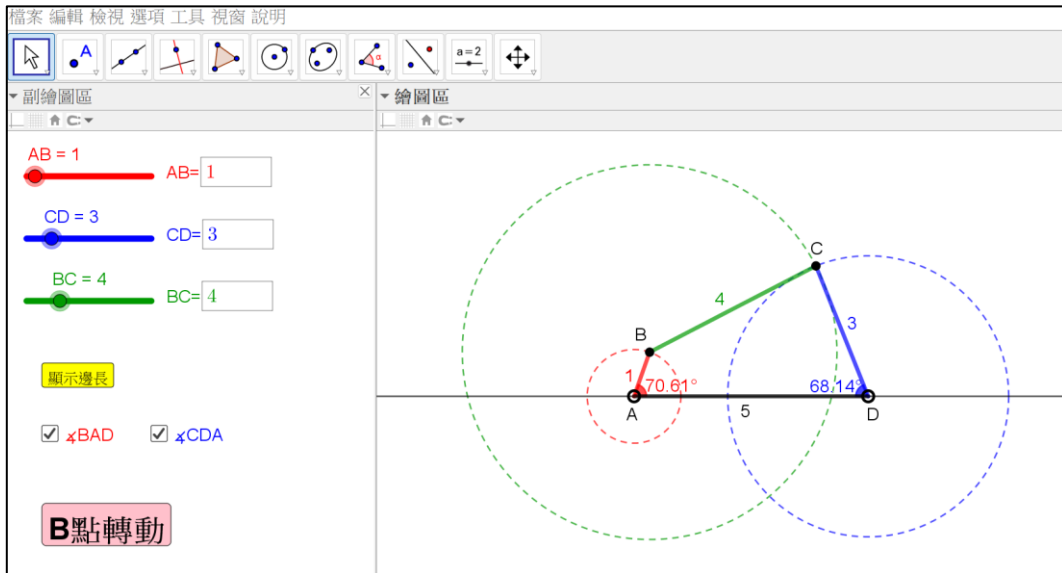 檔案 編輯 檢視 選項 工具 視窗 說明
A
a=2
副繪圖區
繪圖區
AB = 1
AB= 1
CD = 3
CD= 3
BC = 4
BC= 4
顯示邊長
∡BAD
∡CDA
B點轉動
C
4
B
3
1
70.61°
68.14°
A
5
D